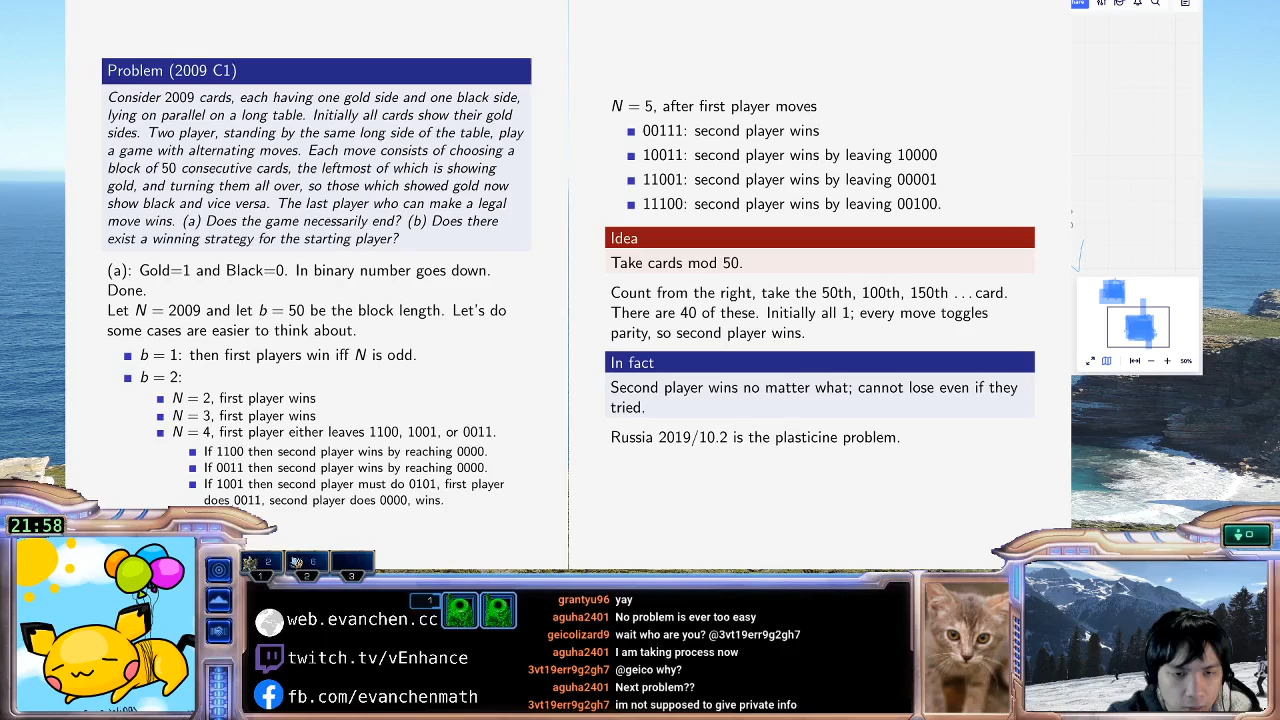 Problem (2009 C1)
Consider 2009 cards, each having one gold side and one black side,
lying on parallel on a long table. Initially all cards show their gold
sides. Two player, standing by the same long side of the table, play
a game with alternating moves. Each move consists of choosing a
block of 50 consecutive cards, the leftmost of which is showing
gold, and turning them all over, so those which showed gold now
show black and vice versa. The last player who can make a legal
move wins. (a) Does the game necessarily end? (b) Does there
exist a winning strategy for the starting player?
(a): Gold=1 and Black=0. In binary number goes down.
Done.
Let N = 2009 and let b = 50 be the block length. Let's do
some cases are easier to think about.
b = 1: then first players win iff N is odd.
b = 2:
N = 2, first player wins
N = 3, first player wins
N = 4, first player either leaves 1100, 1001, or 0011.
If 1100 then second player wins by reaching 0000.
If 0011 then second player wins by reaching 0000.
If 1001 then second player must do 0101, first player
does 0011, second player does 0000, wins.
N = 5, after first player moves
00111: second player wins
10011: second player wins by leaving 10000
11001: second player wins by leaving 00001
11100: second player wins by leaving 00100.
Idea
Take cards mod 50.
Count from the right, take the 50th, 100th, 150th ... card.
There are 40 of these. Initially all 1; every move toggles
parity, so second player wins.
In fact
Second player wins no matter what; cannot lose even if they
tried.
Russia 2019/10.2 is the plasticine problem.
50%
21:58
2 6
1 2 3
1
web.evanchen.cc
twitch.tv/vEnhance
fb.com/evanchenmath
grantyu96 yay
aguha2401 No problem is ever too easy
geicolizard9 wait who are you? @3vt19err9g2gh7
aguha2401 I am taking process now
3vt19err9g2gh7 @geico why?
aguha2401 Next problem??
3vt19err9g2gh7 im not supposed to give private info
0